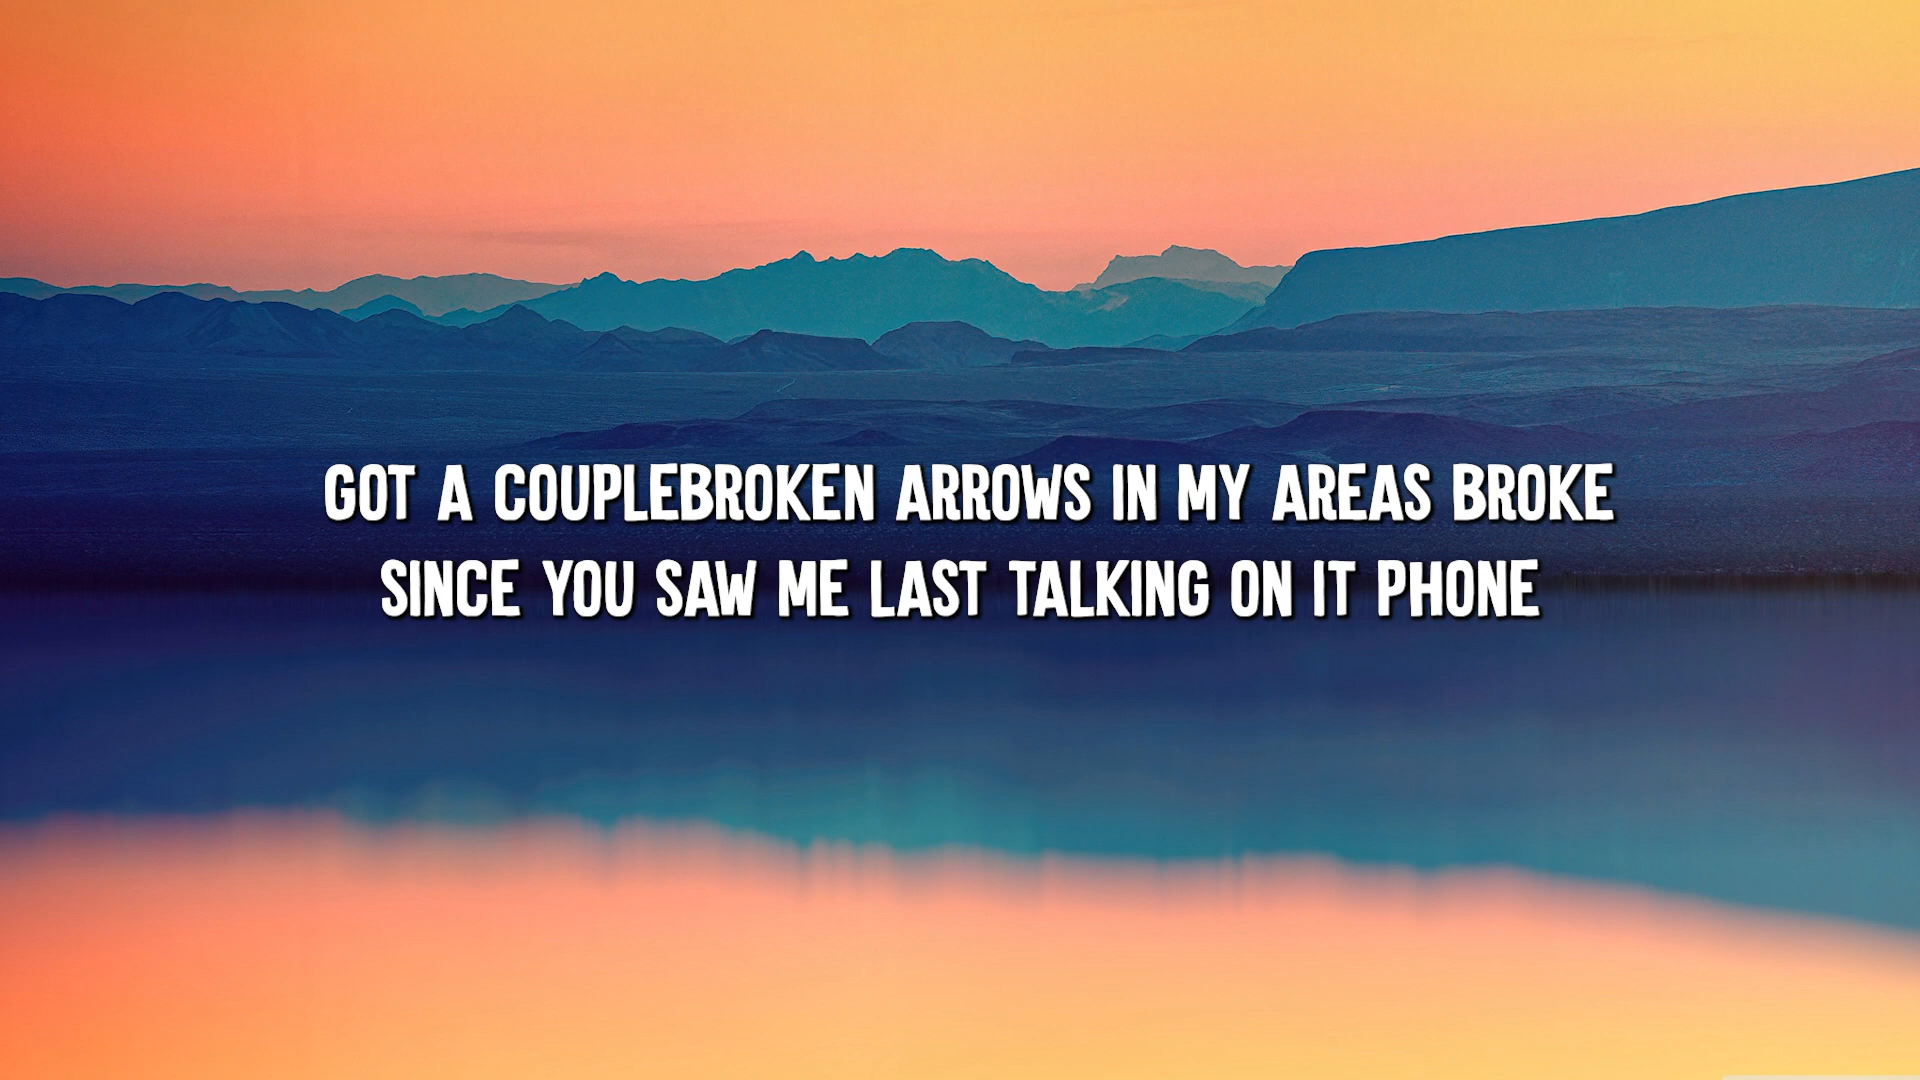 GOT A COUPLEBROKEN ARROWS IN MY AREAS BROKE
SINCE YOU SAW ME LAST TALKING ON IT PHONE